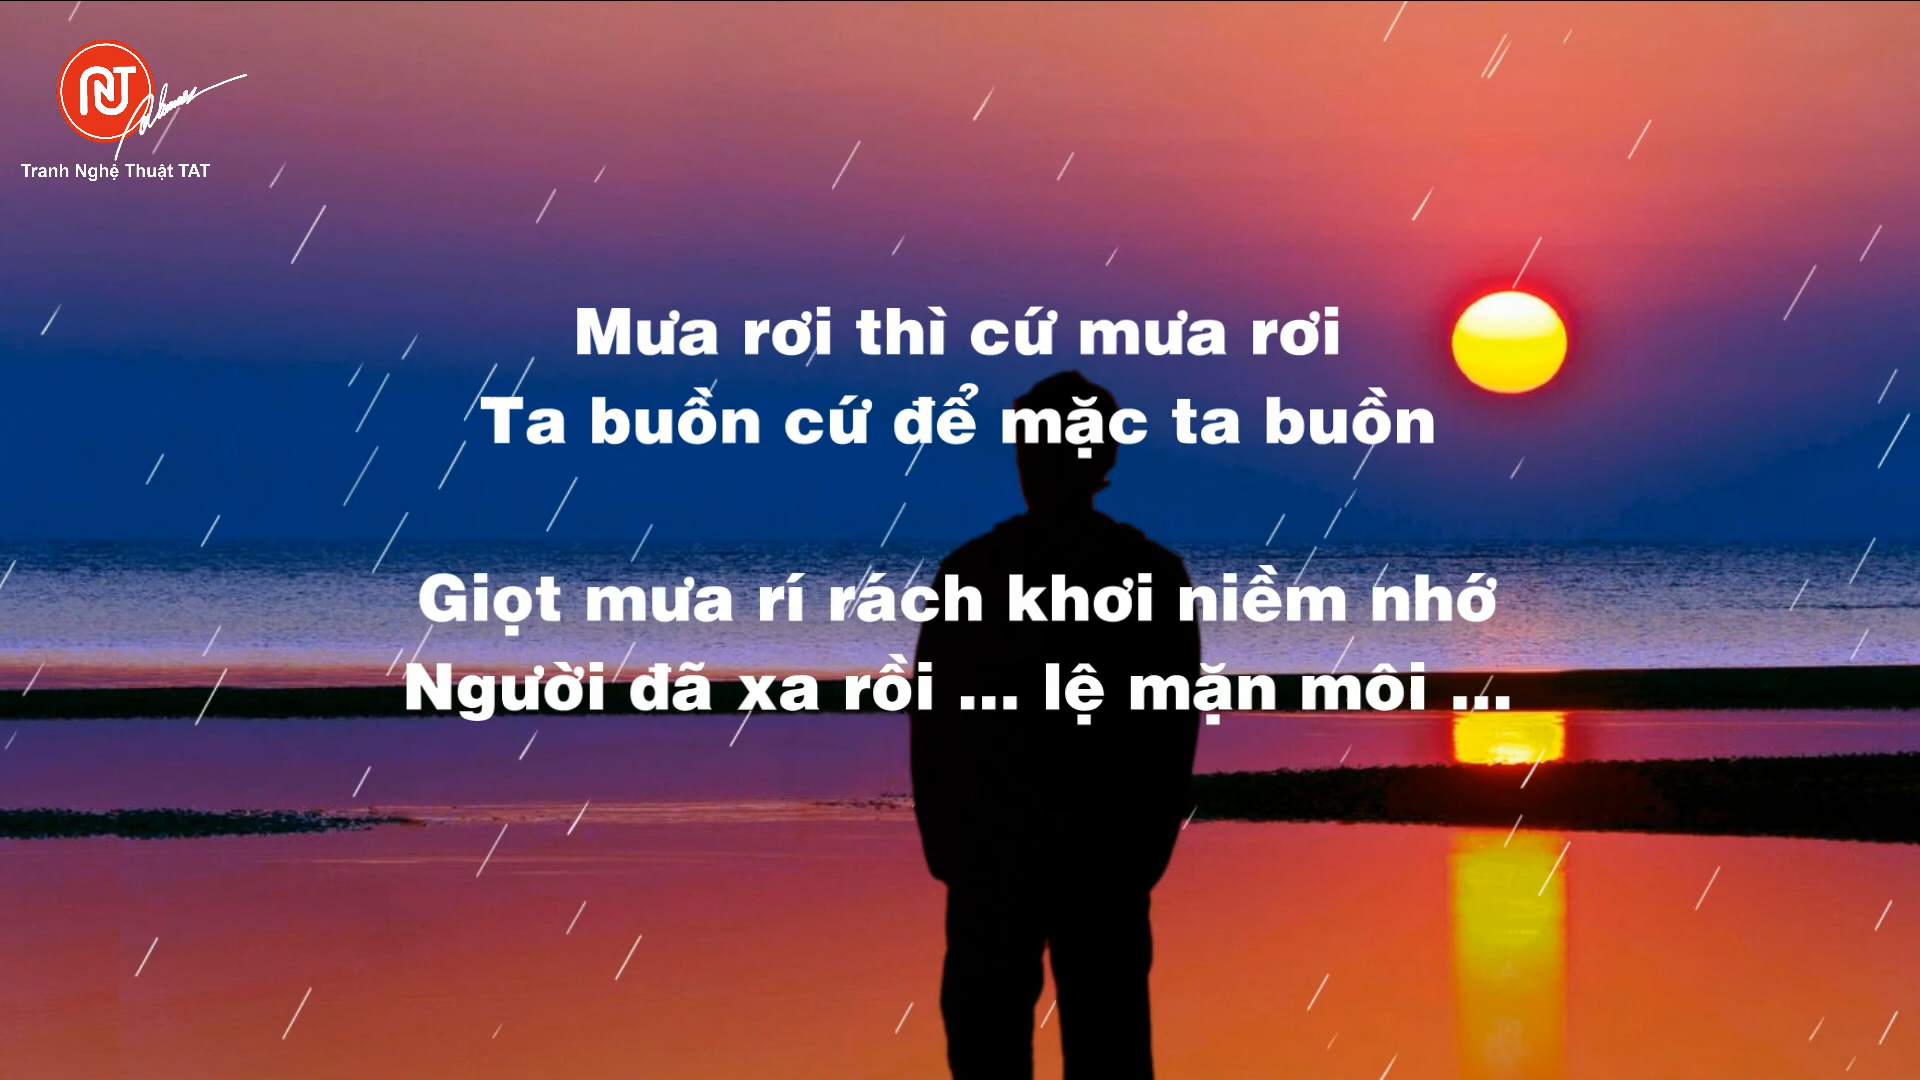 Tranh Nghệ Thuật TAT
Mưa rơi thì cứ mưa rơi
Ta buồn cứ để mặc ta buồn
Giọt mưa rí rách khơi niềm nhớ
Người đã xa rồi ... lệ mặn môi ...